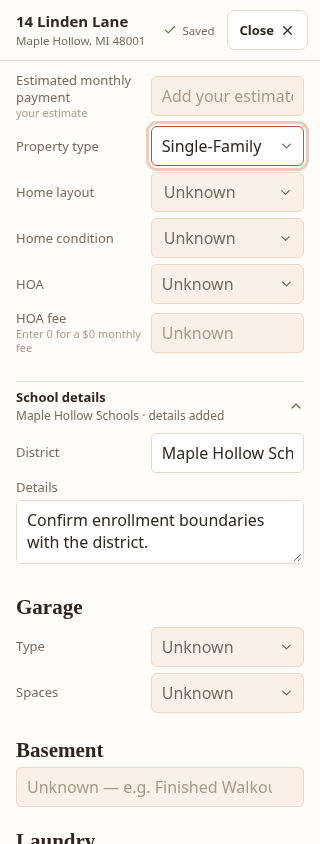 14 Linden Lane
Maple Hollow, MI 48001
Saved
Close
Estimated monthly
payment
your estimate
Add your estimate
Property type
Single-Family
Home layout
Unknown
Home condition
Unknown
HOA
Unknown
HOA fee
Enter 0 for a $0 monthly
fee
Unknown
School details
Maple Hollow Schools · details added
District
Maple Hollow Sch
Details
Confirm enrollment boundaries
with the district.
Garage
Type
Unknown
Spaces
Unknown
Basement
Unknown — e.g. Finished Walkou
Laundry